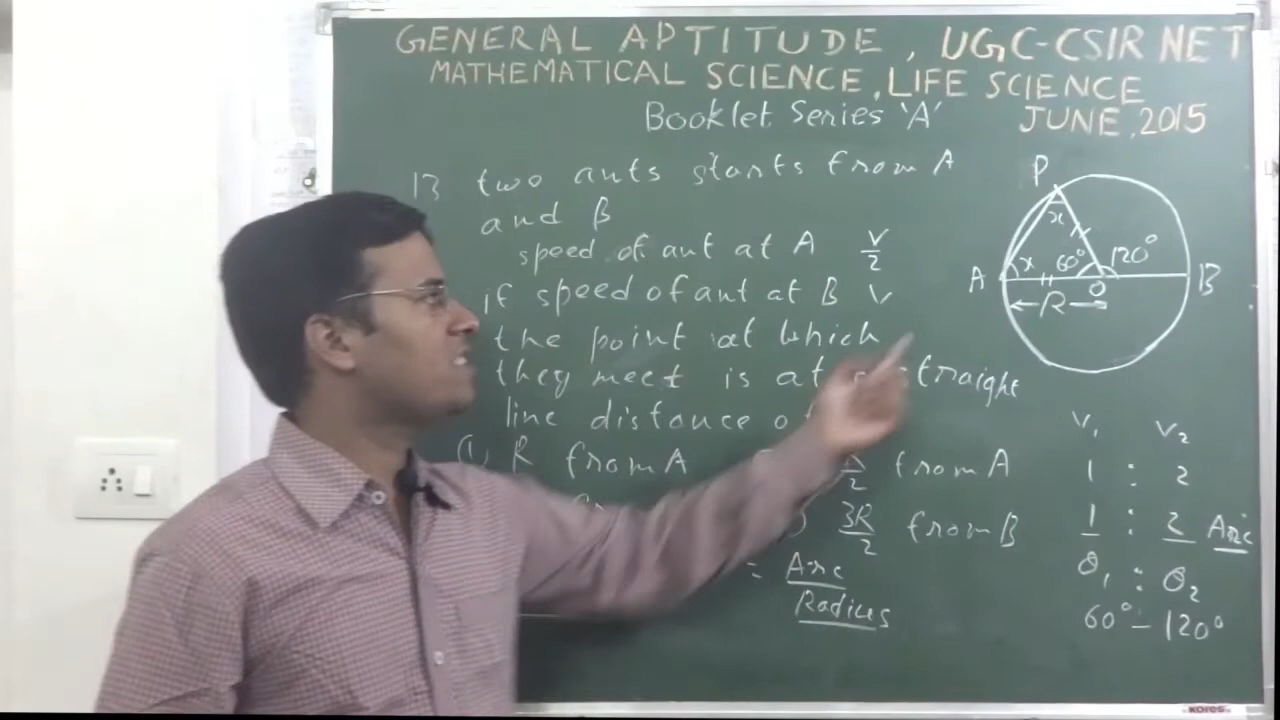 GENERAL APTITUDE, UGC-CSIR NET
MATHEMATICAL SCIENCE, LIFE SCIENCE
Booklet Series 'A' JUNE, 2015
13 two ants starts from A
and B
speed of ant at A V/2
if speed of ant at B V
the point at which
they meet is at straight
line distance
(1) R from A
/2 from A
3R/2 from B
= Arc
Radius
P
x
x 60° 120°
A O B
R
V1 V2
1 : 2
1 : 2 Arc
θ1 : θ2
60° - 120°
Kores